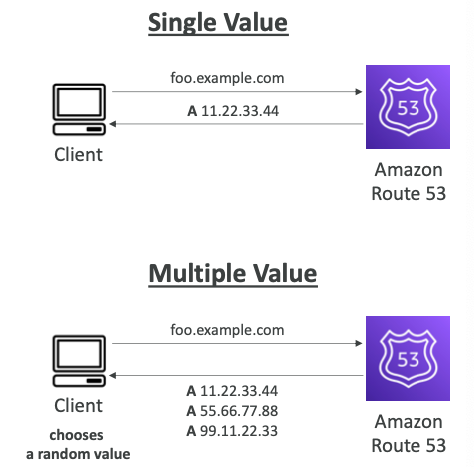 Single Value
foo.example.com
A 11.22.33.44
53
Client
Amazon
Route 53
Multiple Value
foo.example.com
53
A 11.22.33.44
A 55.66.77.88
A 99.11.22.33
Client
chooses
a random value
Amazon
Route 53